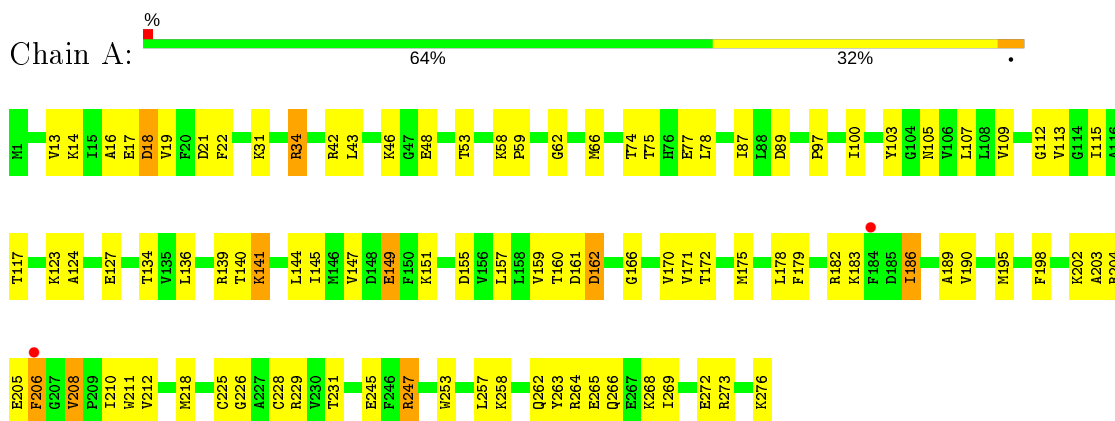 %
Chain A:
64% 32% •
M1 V13 K14 I15 A16 E17 D18 V19 F20 D21 F22 K31 R34 R42 L43 K46 G47 E48 T53 K58 P59 G62 M66 T74 T75 H76 E77 L78 I87 L88 D89 P97 I100 Y103 G104 N105 V106 L107 L108 V109 G112 V113 G114 I115 A116
T117 K123 A124 E127 T134 V135 L136 R139 T140 K141 L144 I145 M146 V147 D148 E149 F150 K151 D155 V156 L157 L158 V159 T160 D161 D162 G166 V170 V171 T172 M175 L178 F179 R182 K183 F184 D185 I186 A189 V190 M195 F198 K202 A203 R204
E205 F206 G207 V208 P209 I210 W211 V212 M218 C225 G226 A227 C228 R229 V230 T231 E245 F246 R247 W253 L257 K258 Q262 Y263 R264 E265 Q266 E267 K268 I269 E272 R273 K276